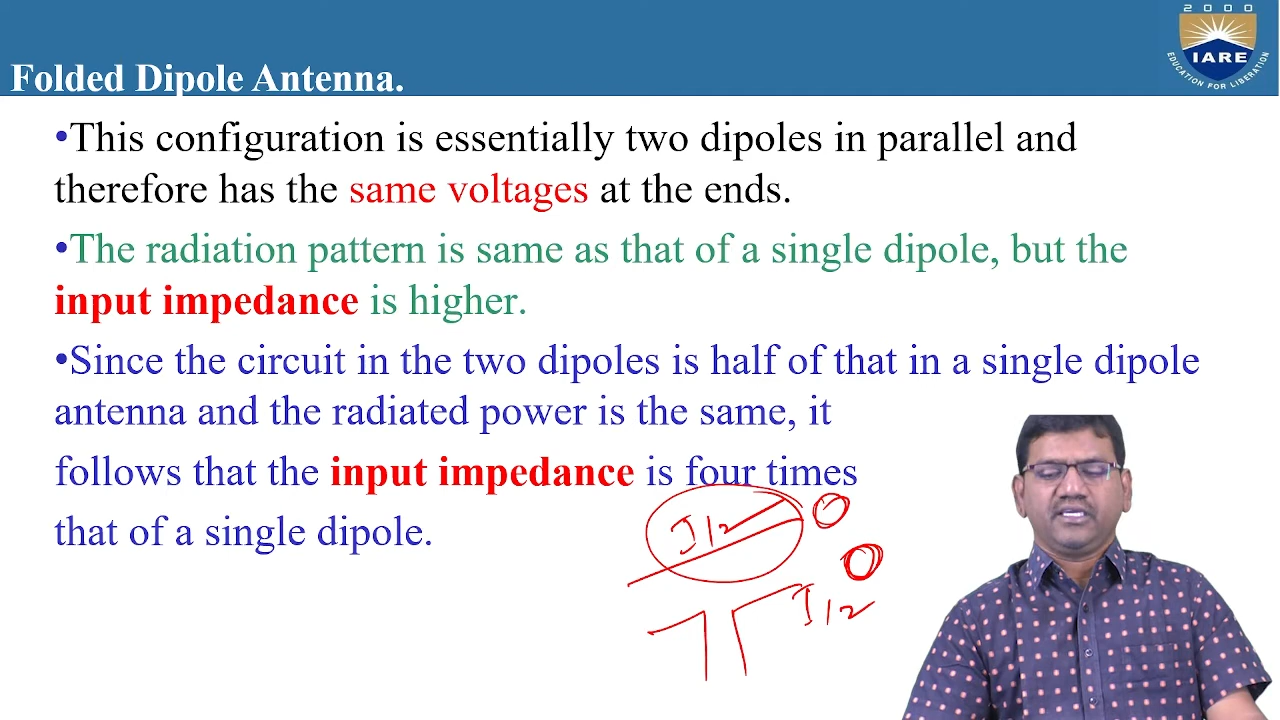 2000
IARE
EDUCATION FOR LIBERATION
Folded Dipole Antenna.
•This configuration is essentially two dipoles in parallel and
therefore has the same voltages at the ends.
•The radiation pattern is same as that of a single dipole, but the
input impedance is higher.
•Since the circuit in the two dipoles is half of that in a single dipole
antenna and the radiated power is the same, it
follows that the input impedance is four times
that of a single dipole.
I/2
I/2